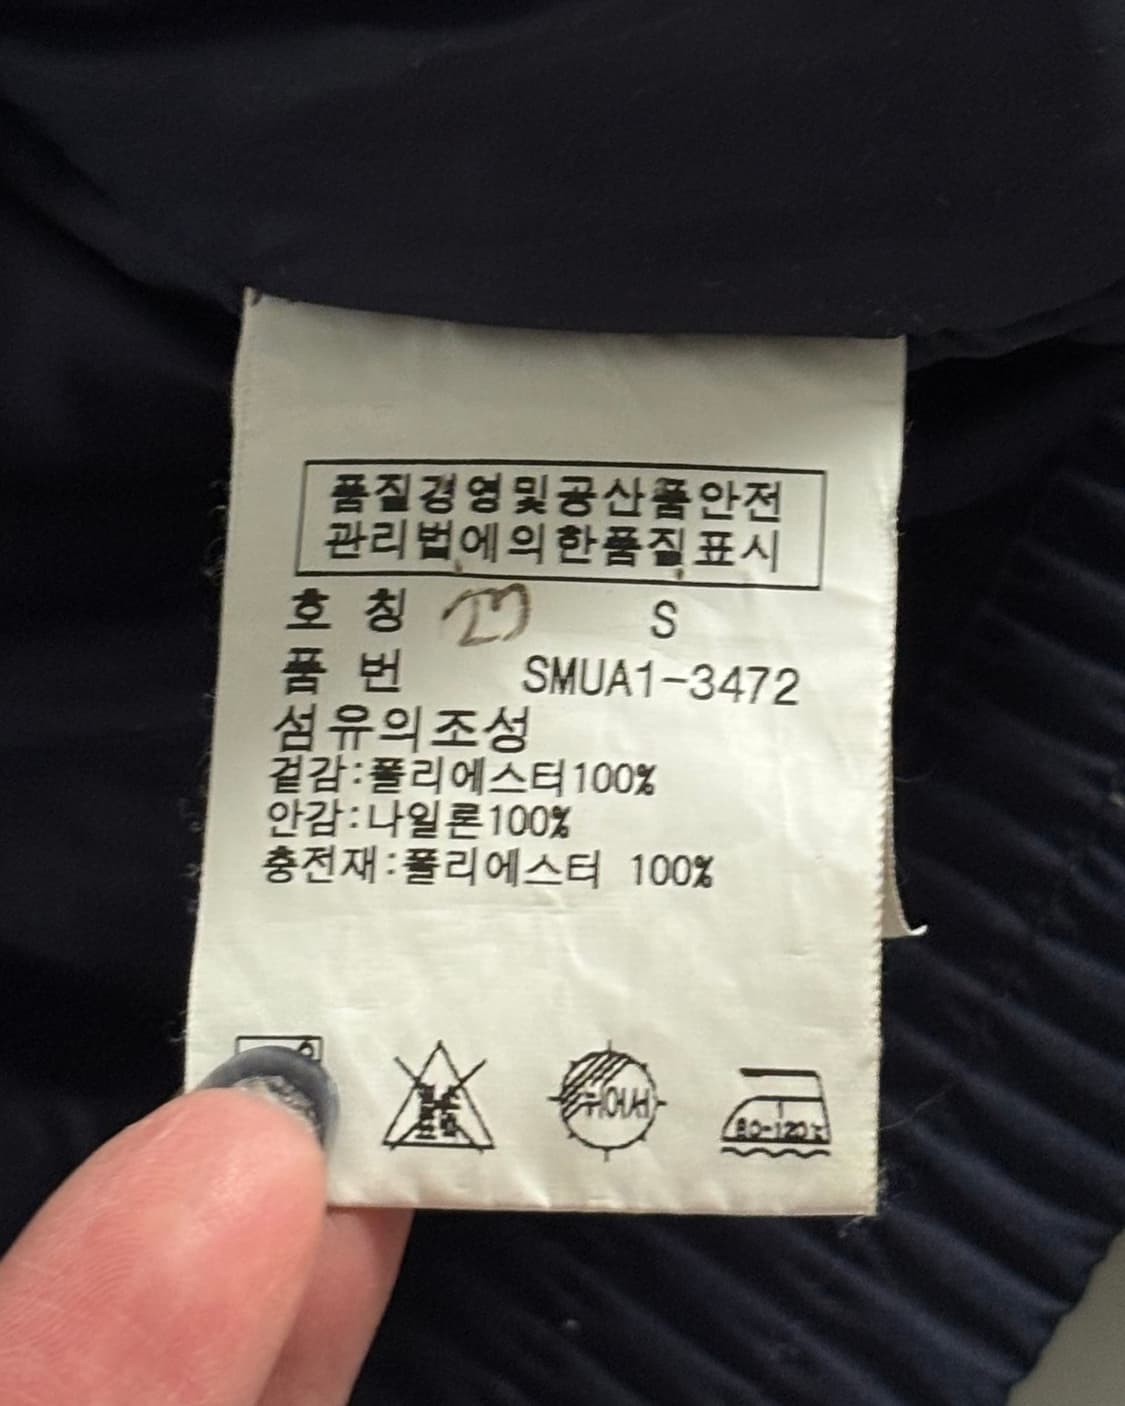 품질경영및공산품안전
관리법에의한품질표시
호 칭 S
품 번 SMUA1-3472
섬유의조성
겉감:폴리에스터100%
안감:나일론100%
충전재:폴리에스터 100%
뉘어서
80-120℃